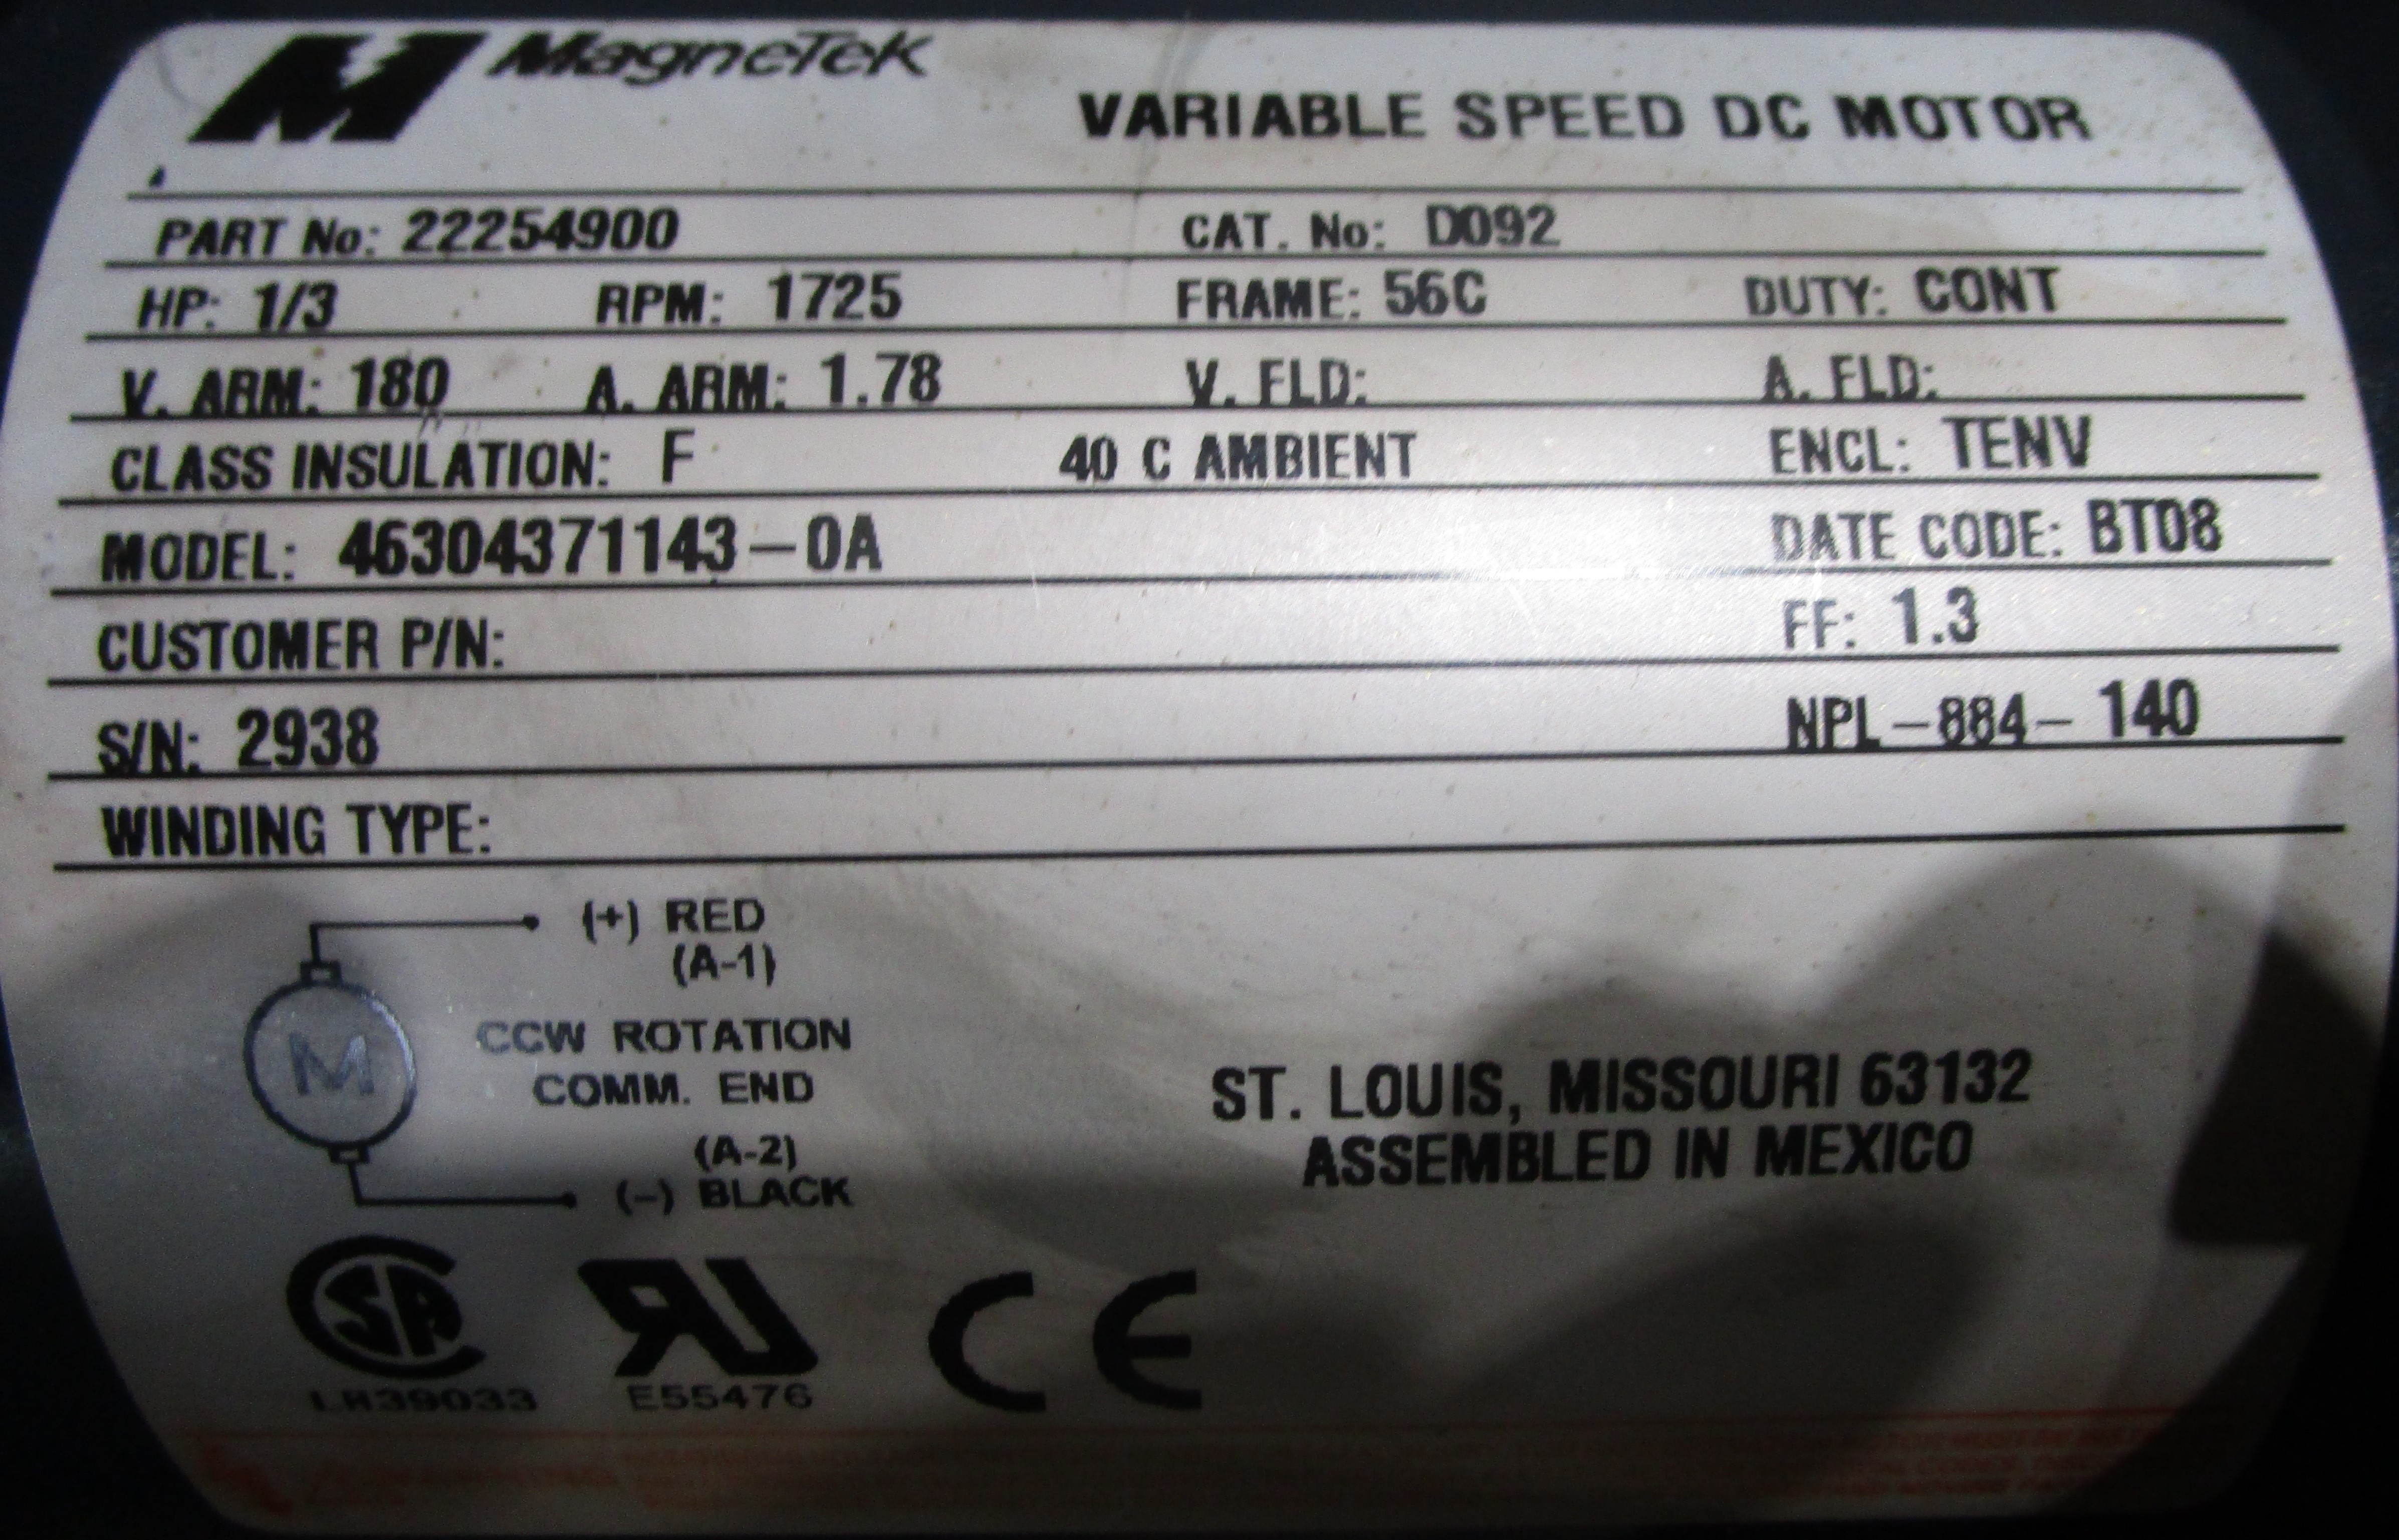 M MagneTek
VARIABLE SPEED DC MOTOR
PART No: 22254900 CAT. No: D092
HP: 1/3 RPM: 1725 FRAME: 56C DUTY: CONT
V. ARM: 180 A. ARM: 1.78 V. FLD: A. FLD:
CLASS INSULATION: F 40 C AMBIENT ENCL: TENV
MODEL: 46304371143-0A DATE CODE: BT08
CUSTOMER P/N: FF: 1.3
S/N: 2938 NPL-884-140
WINDING TYPE:
(+) RED
(A-1)
M
CCW ROTATION
COMM. END
(A-2)
(-) BLACK
ST. LOUIS, MISSOURI 63132
ASSEMBLED IN MEXICO
LR39033
E55476
CE